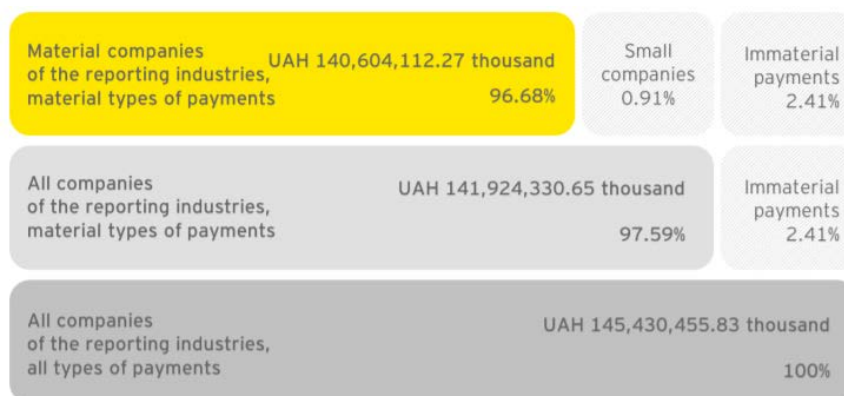 Material companies
of the reporting industries,
material types of payments
UAH 140,604,112.27 thousand
96.68%
Small
companies
0.91%
Immaterial
payments
2.41%
All companies
of the reporting industries,
material types of payments
UAH 141,924,330.65 thousand
97.59%
Immaterial
payments
2.41%
All companies
of the reporting industries,
all types of payments
UAH 145,430,455.83 thousand
100%